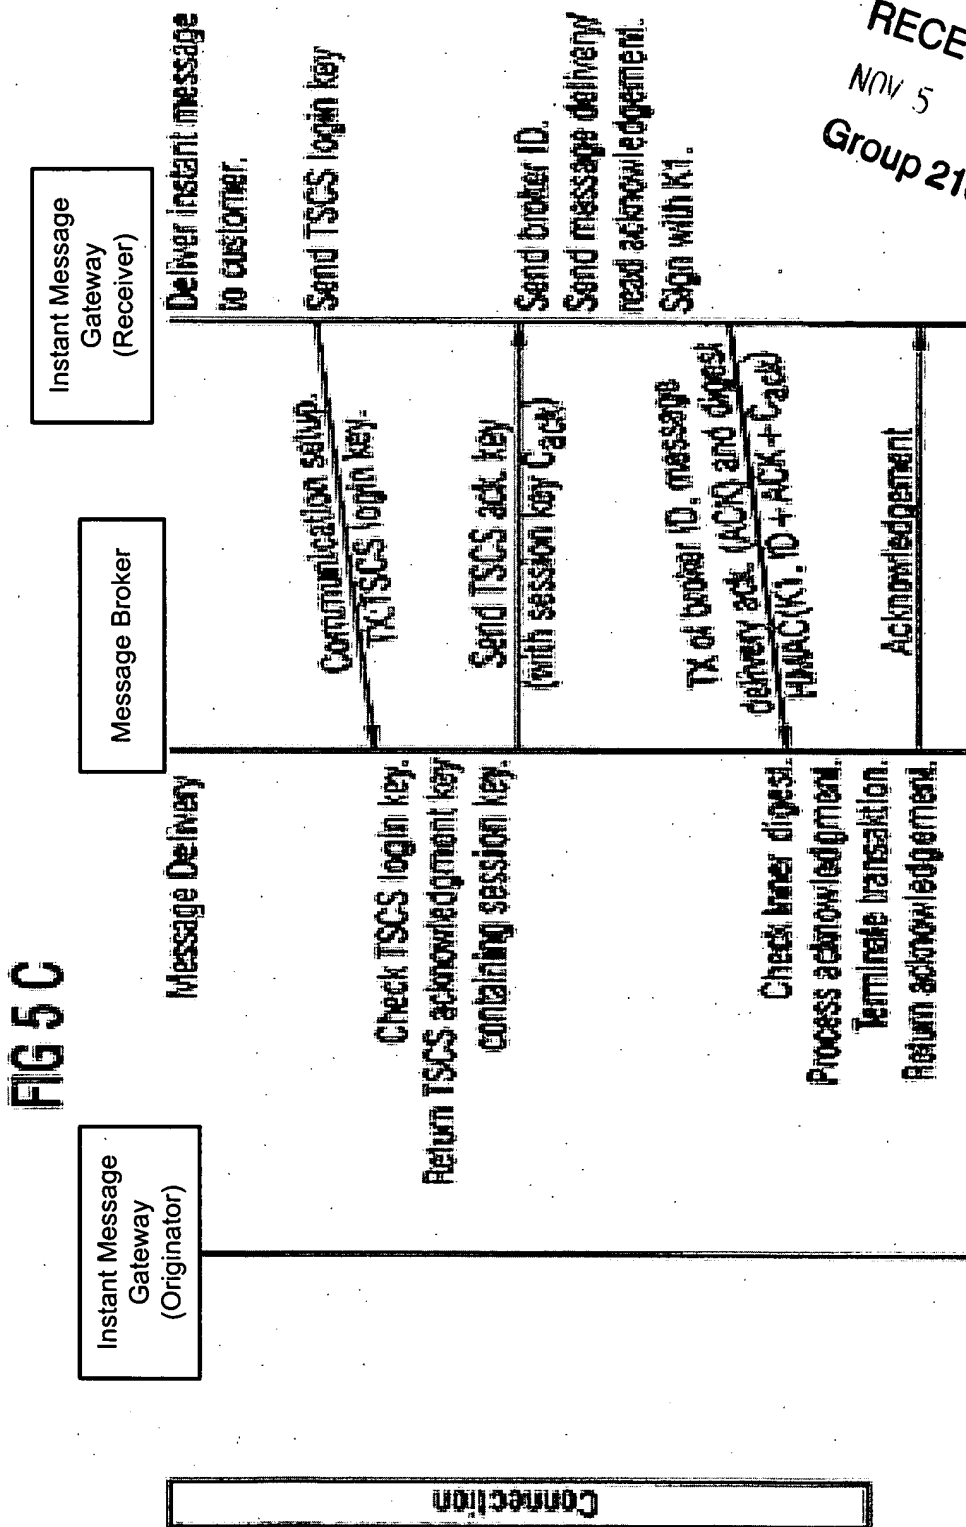 FIG 5 C
Instant Message
Gateway
(Originator)
Message Broker
Instant Message
Gateway
(Receiver)
Message Delivery
Deliver instant message
to customer.
Send TSCS login key
Communication setup.
TX:TSCS login key.
Check TSCS login key.
Return TSCS acknowledgment key
containing session key.
Send TSCS ack. key
(with session key Cack)
Send broker ID.
Send message delivery/
read acknowledgement.
Sign with K1.
TX of broker ID, message
delivery ack. (ACK) and digest
HMAC(K1, ID + ACK + Cack)
Check inner digest.
Process acknowledgment.
Terminate transaktion.
Return acknowledgement.
Acknowledgement
Connection
RECE
NOV 5
Group 21